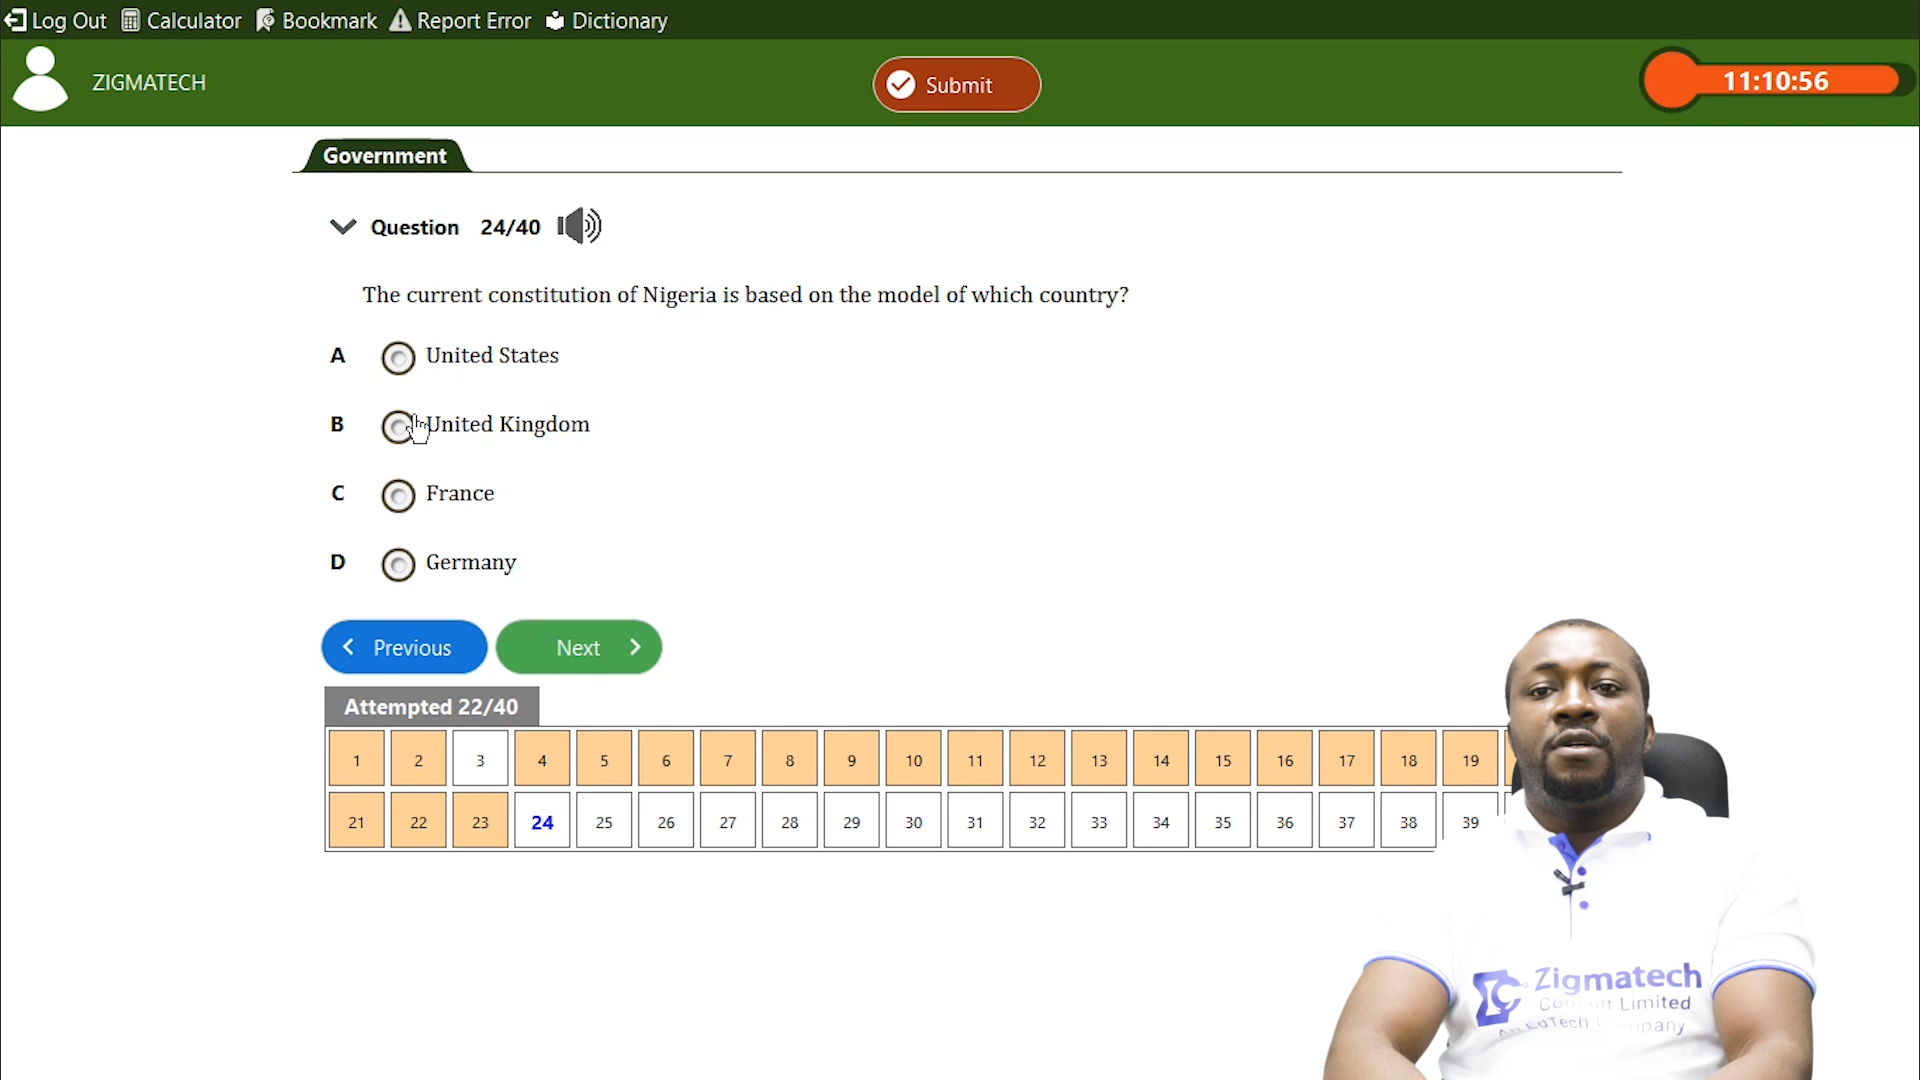 Log Out Calculator Bookmark Report Error Dictionary
ZIGMATECH
Submit
11:10:56
Government
Question 24/40
The current constitution of Nigeria is based on the model of which country?
A United States
B United Kingdom
C France
D Germany
Previous
Next
Attempted 22/40
1 2 3 4 5 6 7 8 9 10 11 12 13 14 15 16 17 18 19
21 22 23 24 25 26 27 28 29 30 31 32 33 34 35 36 37 38 39
Zigmatech
Limited